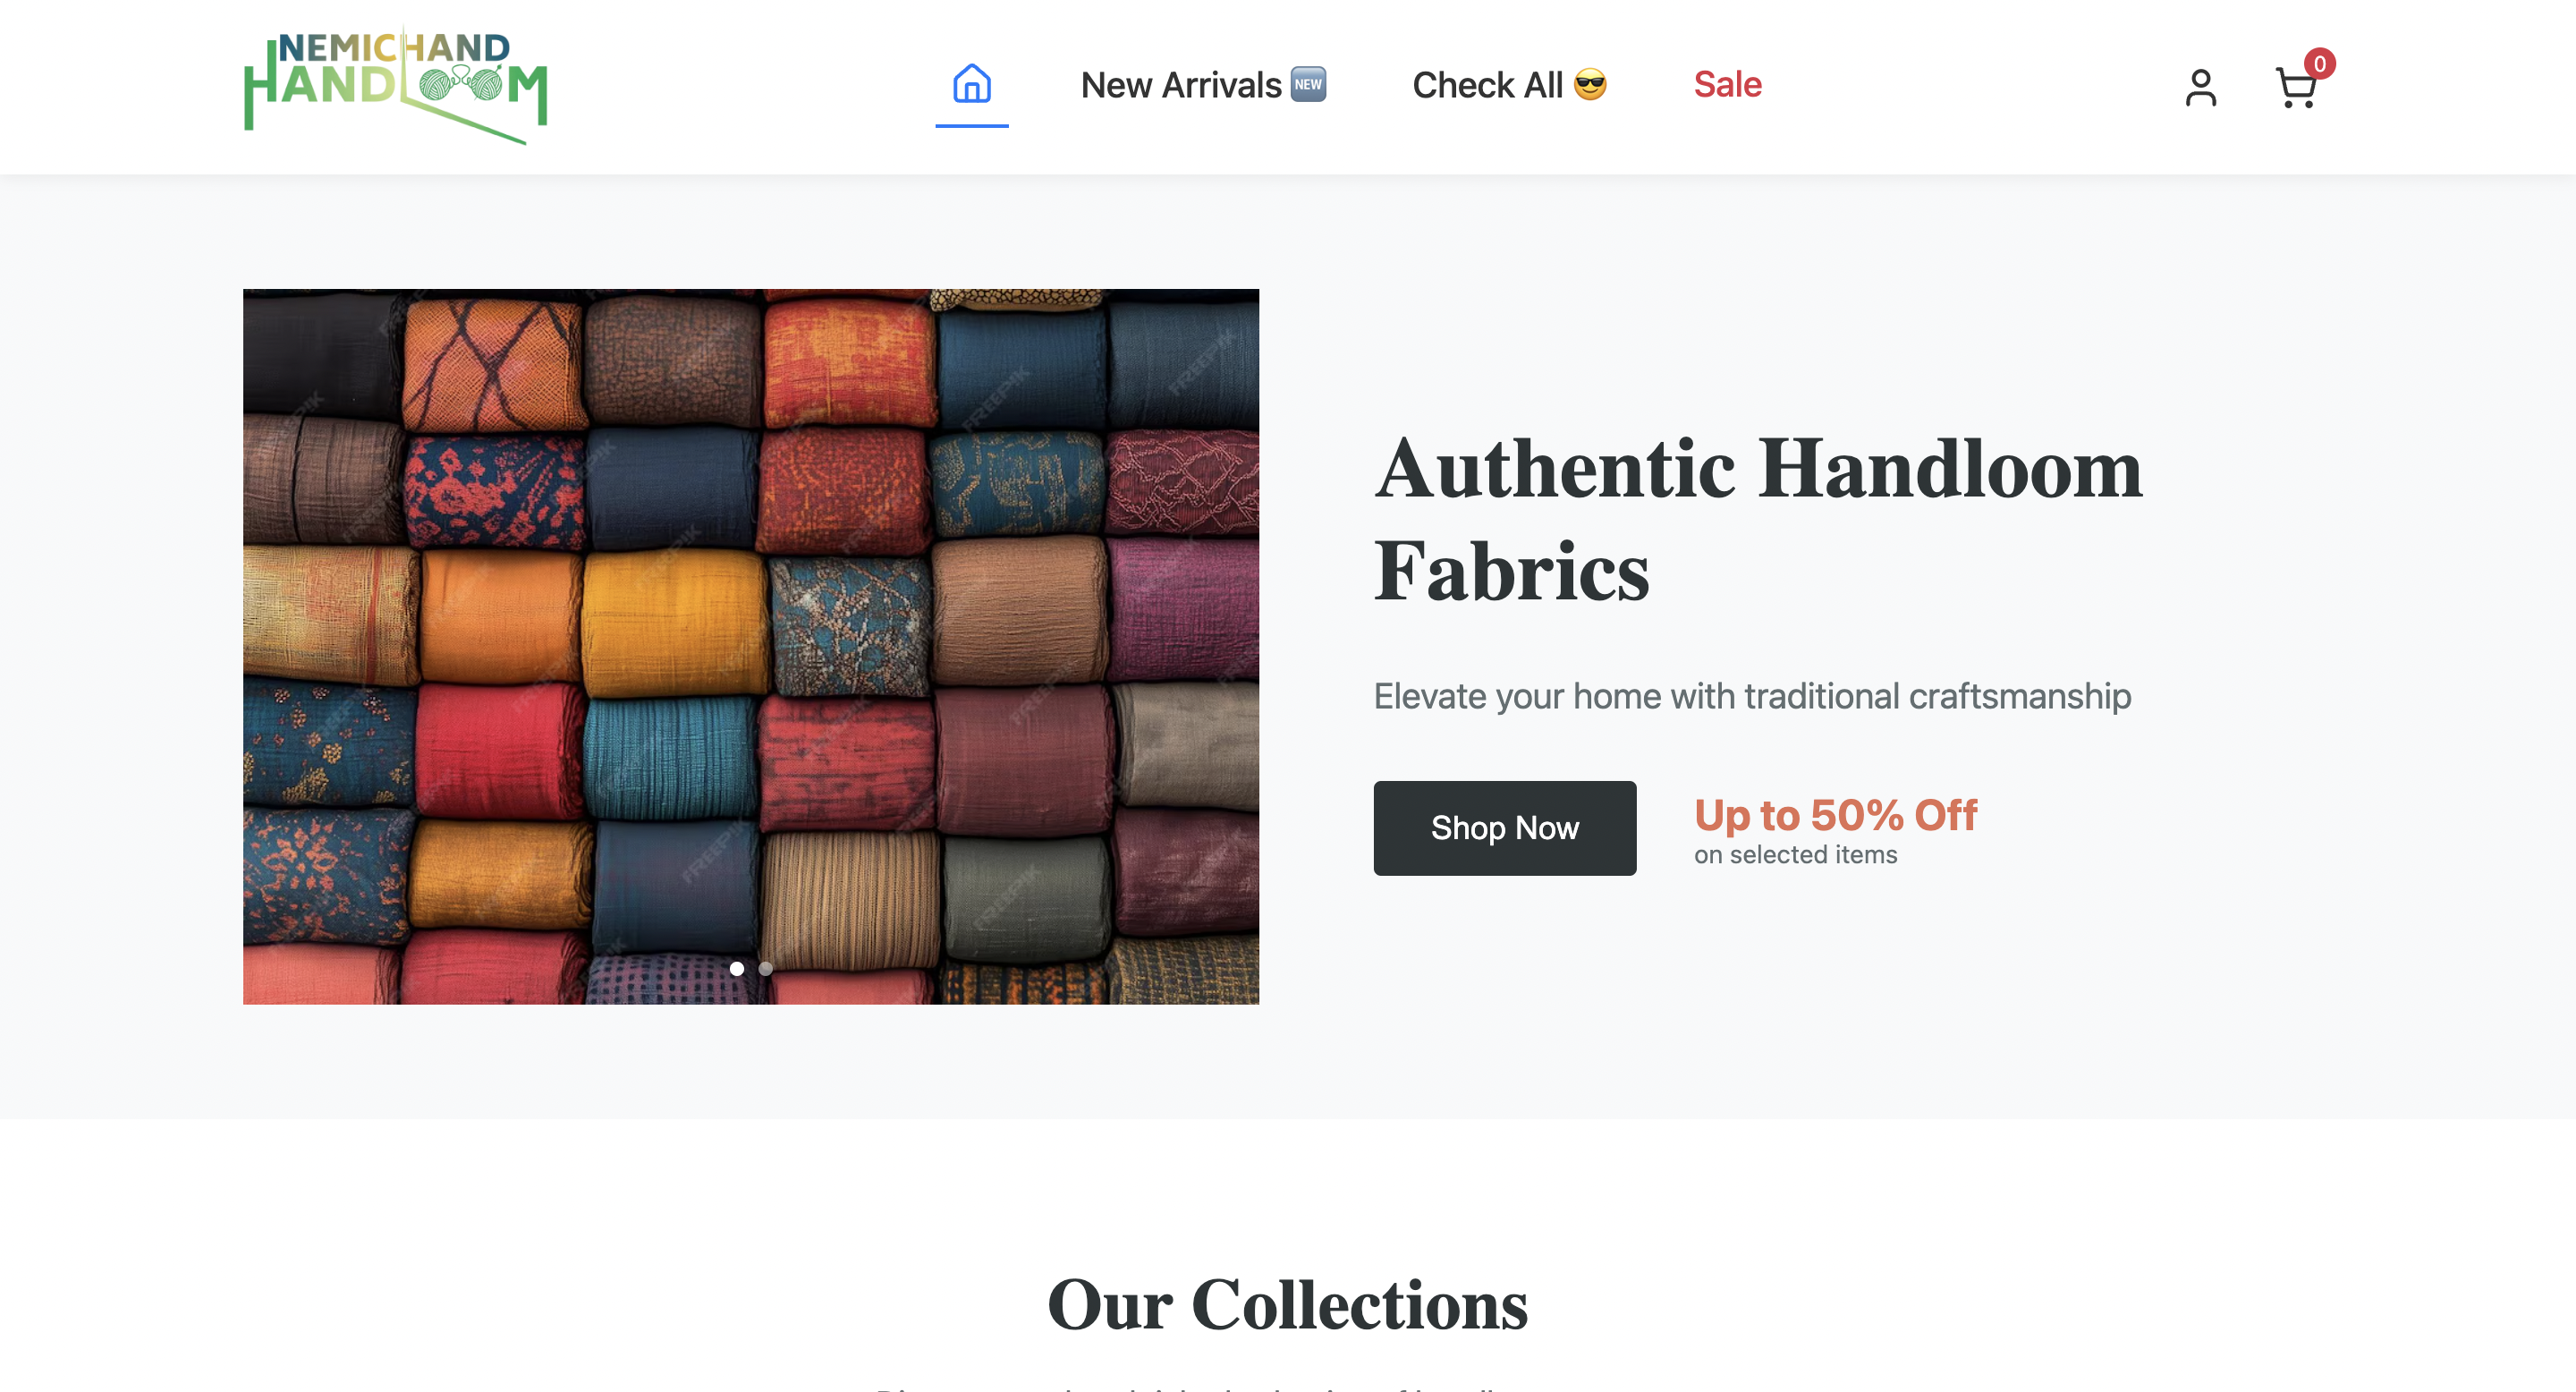 NEMICHAND
HANDLOOM
New Arrivals 🆕
Check All 😎
Sale
0
FREEPIK
Authentic Handloom
Fabrics
Elevate your home with traditional craftsmanship
Shop Now
Up to 50% Off
on selected items
Our Collections